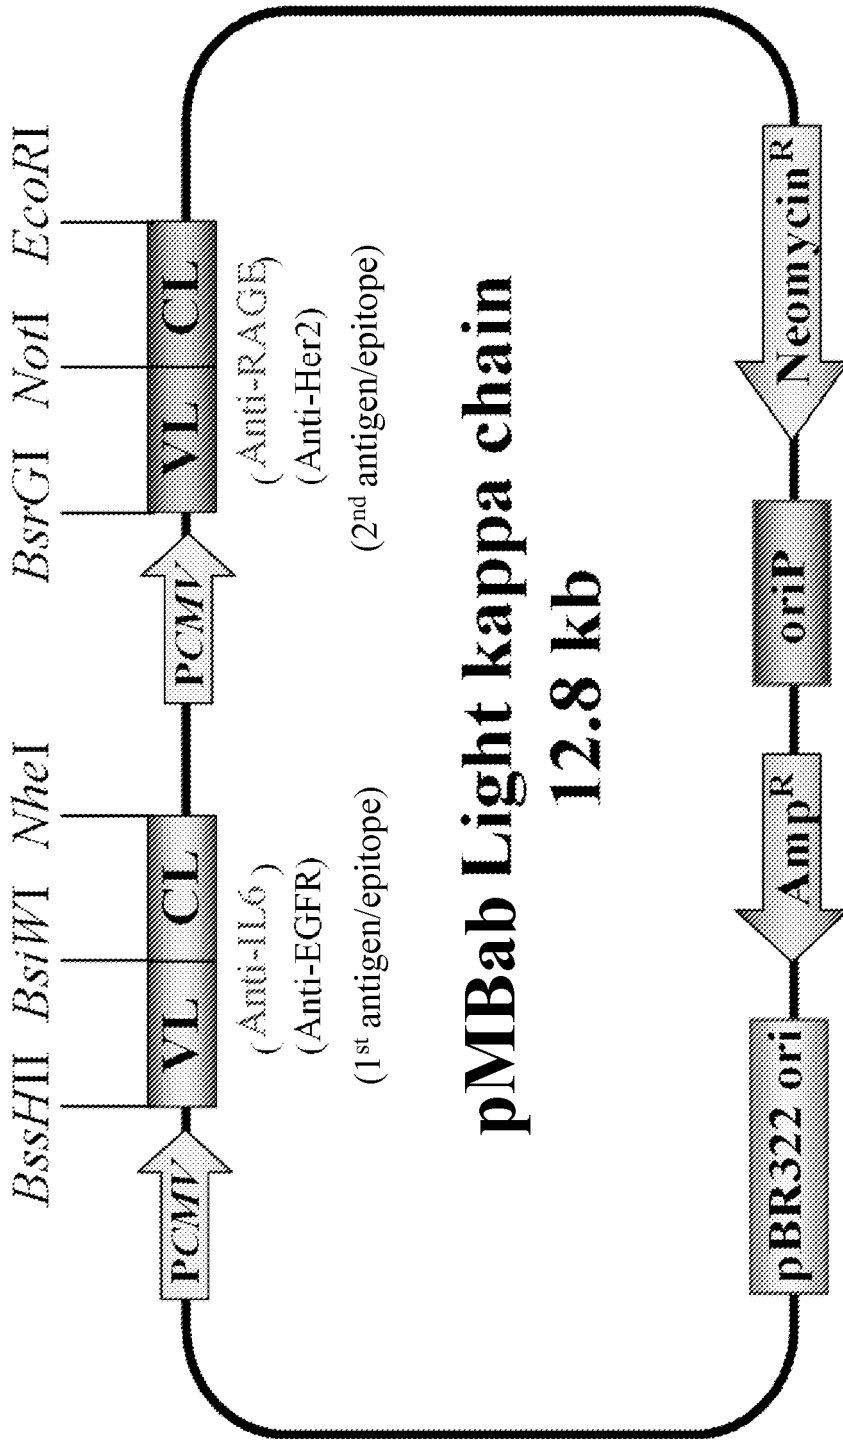 BssHII BsiWI NheI BsrGI NotI EcoRI
PCMV VL CL PCMV VL CL
(Anti-IL6) (Anti-RAGE)
(Anti-EGFR) (Anti-Her2)
(1st antigen/epitope) (2nd antigen/epitope)
pMBab Light kappa chain
12.8 kb
pBR322 ori AmpR oriP NeomycinR